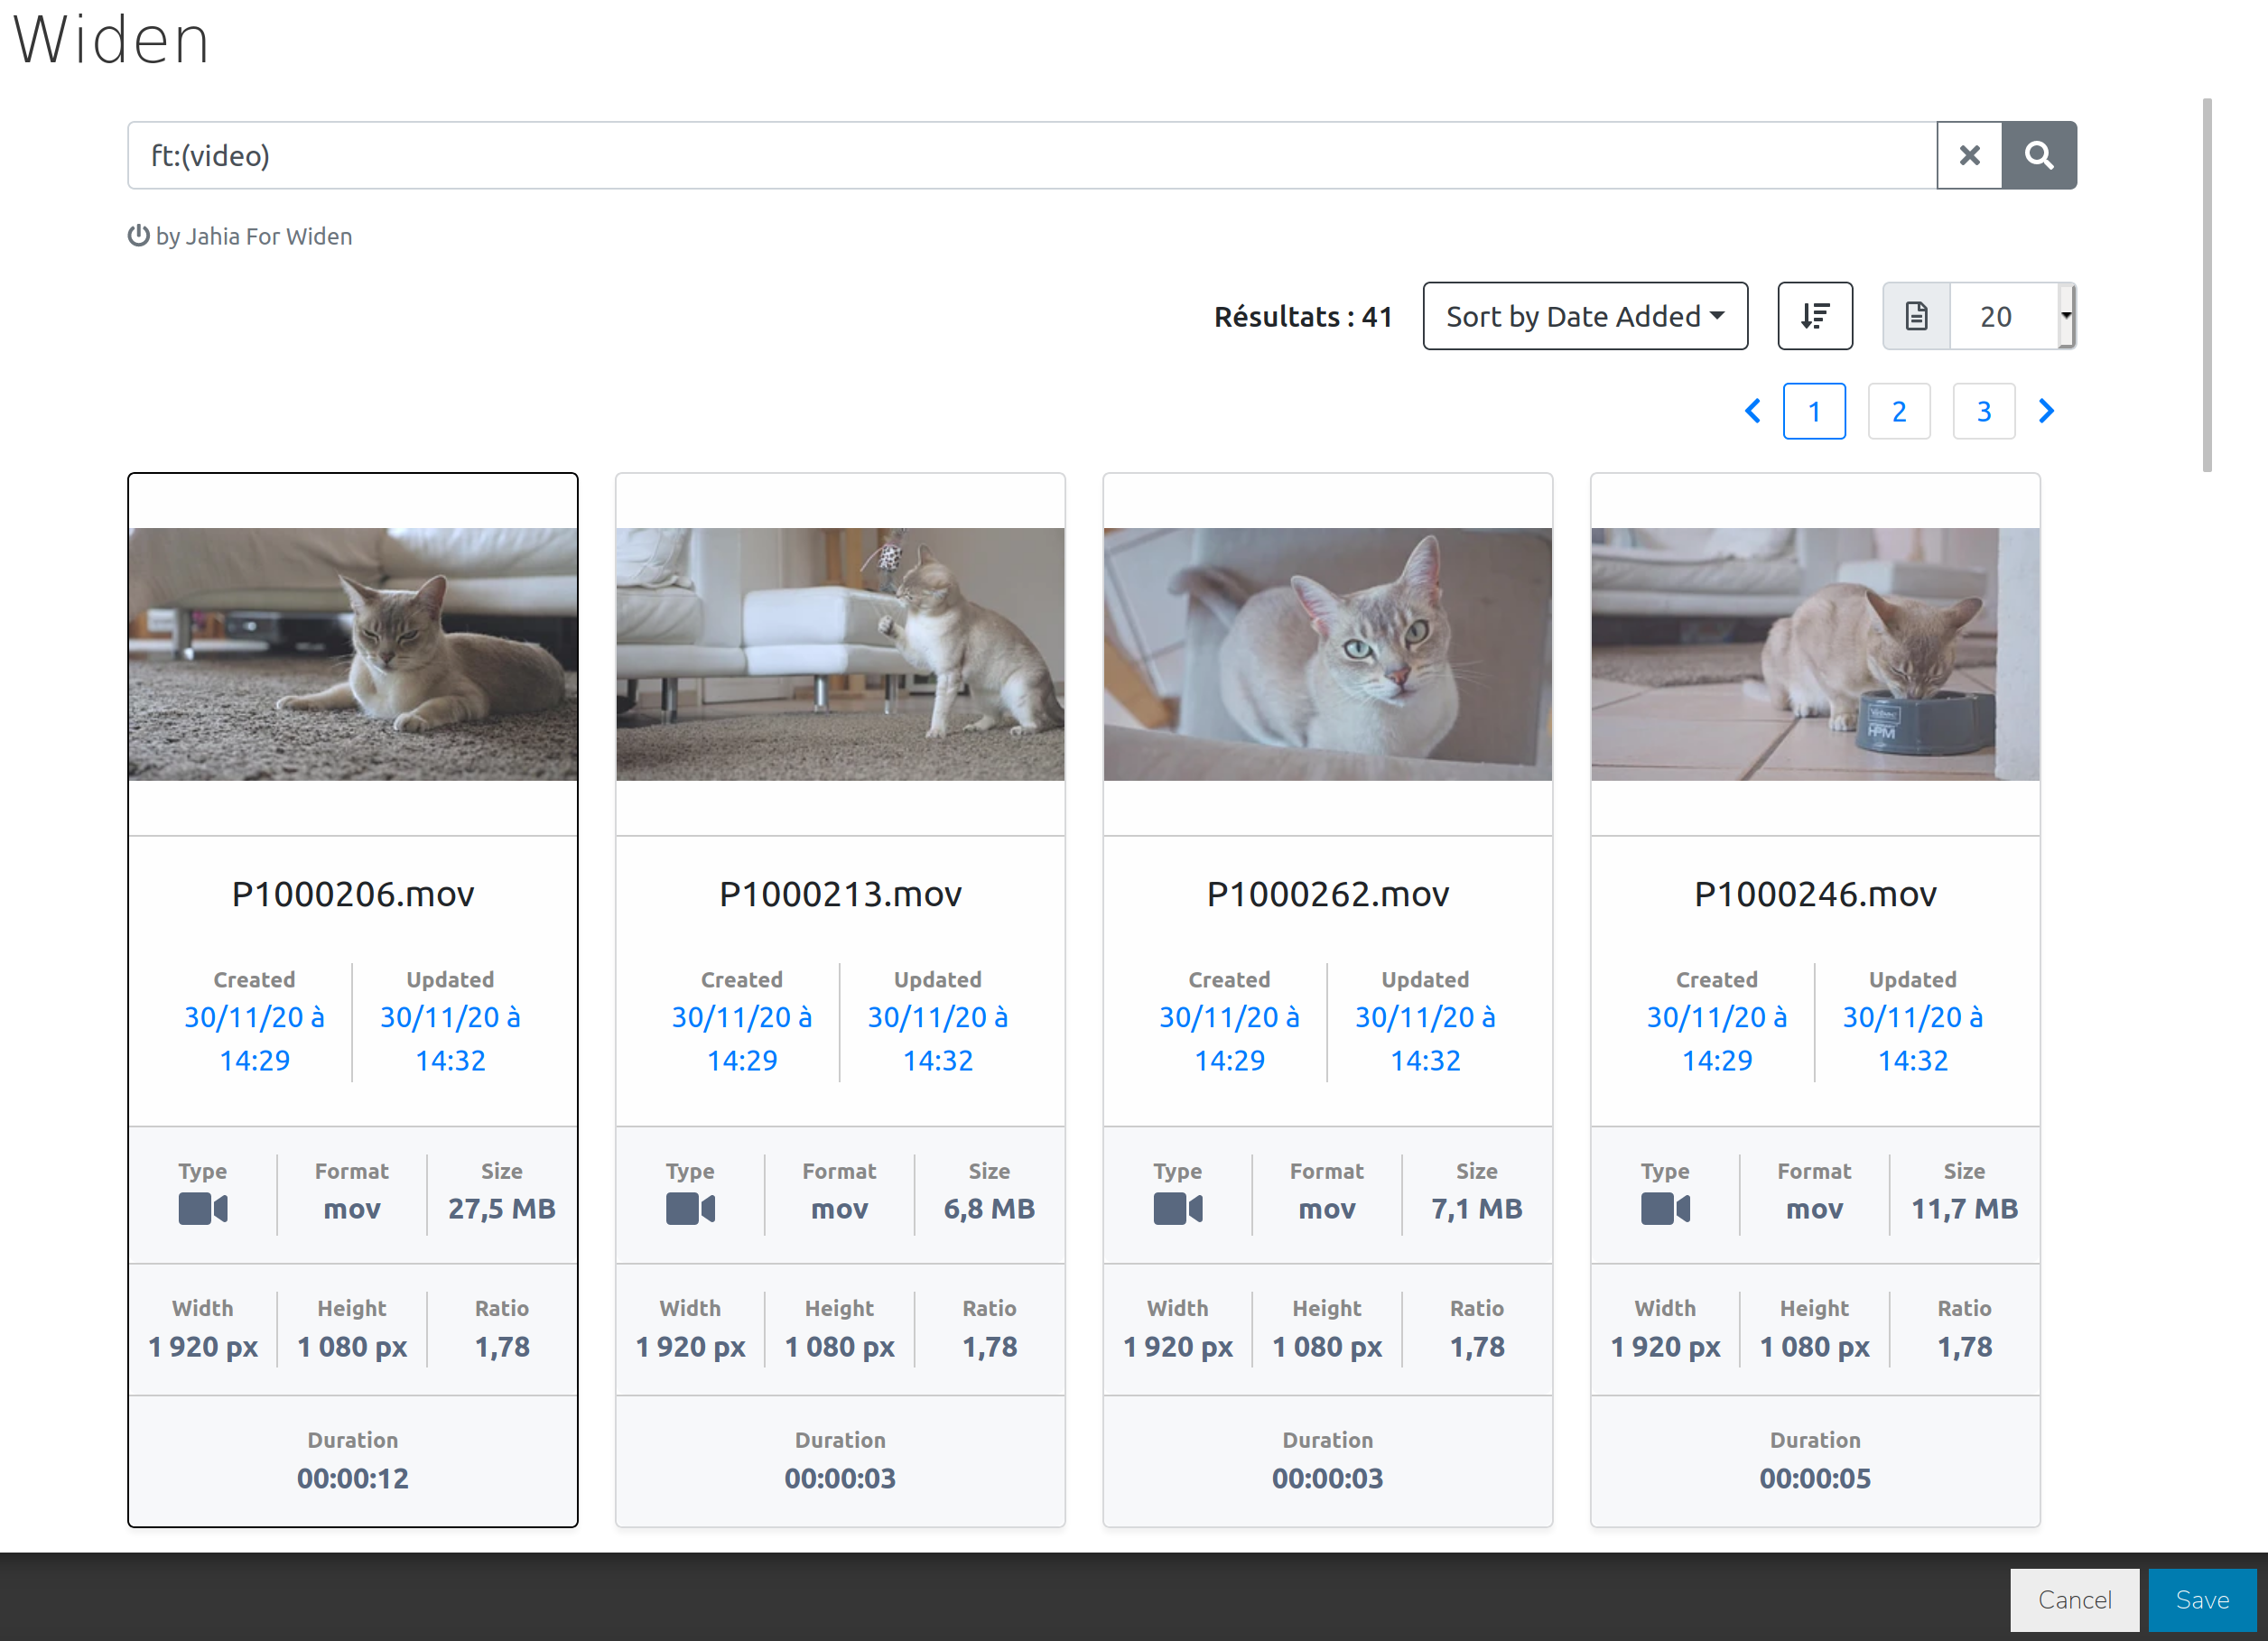 Widen
ft:(video)
by Jahia For Widen
Résultats : 41 Sort by Date Added 20
1 2 3
HPM
P1000206.mov P1000213.mov P1000262.mov P1000246.mov
Created Updated Created Updated Created Updated Created Updated
30/11/20 à 30/11/20 à 30/11/20 à 30/11/20 à 30/11/20 à 30/11/20 à 30/11/20 à 30/11/20 à
14:29 14:32 14:29 14:32 14:29 14:32 14:29 14:32
Type Format Size Type Format Size Type Format Size Type Format Size
mov 27,5 MB mov 6,8 MB mov 7,1 MB mov 11,7 MB
Width Height Ratio Width Height Ratio Width Height Ratio Width Height Ratio
1 920 px 1 080 px 1,78 1 920 px 1 080 px 1,78 1 920 px 1 080 px 1,78 1 920 px 1 080 px 1,78
Duration Duration Duration Duration
00:00:12 00:00:03 00:00:03 00:00:05
Cancel Save